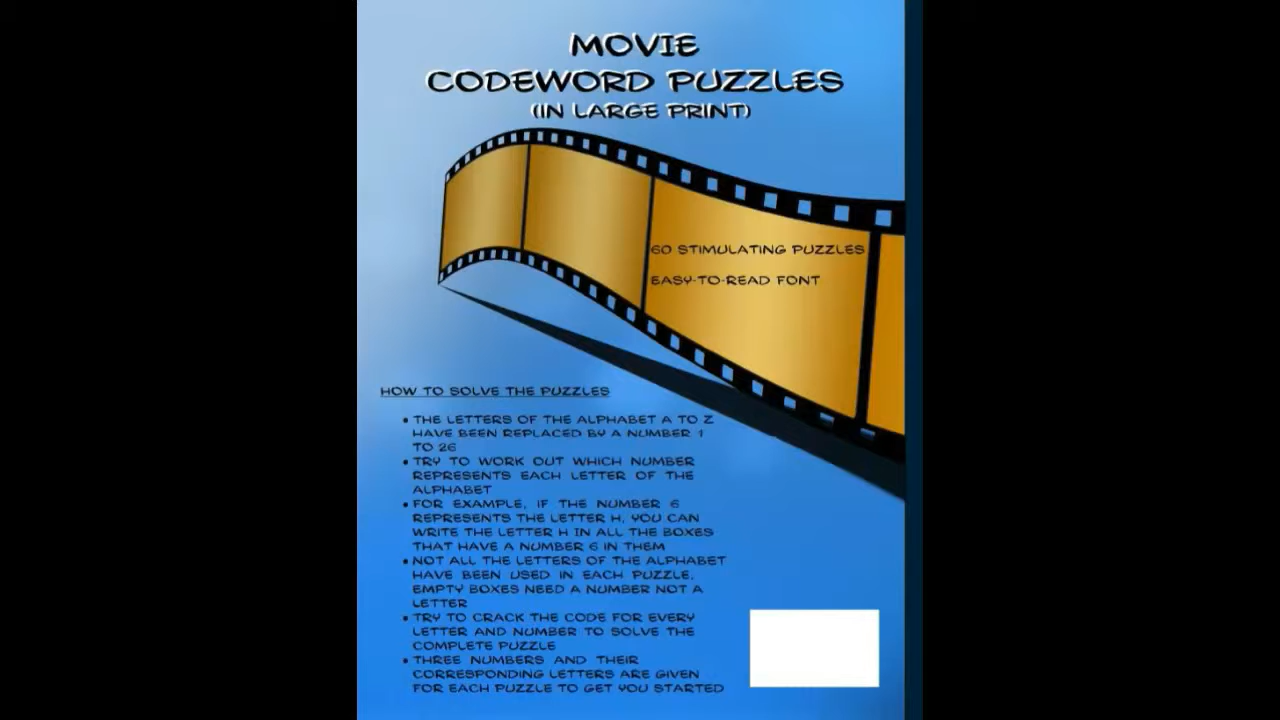 MOVIE
CODEWORD PUZZLES
(IN LARGE PRINT)
60 STIMULATING PUZZLES
EASY-TO-READ FONT
HOW TO SOLVE THE PUZZLES
• THE LETTERS OF THE ALPHABET A TO Z
HAVE BEEN REPLACED BY A NUMBER 1
TO 26
• TRY TO WORK OUT WHICH NUMBER
REPRESENTS EACH LETTER OF THE
ALPHABET
• FOR EXAMPLE, IF THE NUMBER 6
REPRESENTS THE LETTER H, YOU CAN
WRITE THE LETTER H IN ALL THE BOXES
THAT HAVE A NUMBER 6 IN THEM
• NOT ALL THE LETTERS OF THE ALPHABET
HAVE BEEN USED IN EACH PUZZLE.
EMPTY BOXES NEED A NUMBER NOT A
LETTER
• TRY TO CRACK THE CODE FOR EVERY
LETTER AND NUMBER TO SOLVE THE
COMPLETE PUZZLE
• THREE NUMBERS AND THEIR
CORRESPONDING LETTERS ARE GIVEN
FOR EACH PUZZLE TO GET YOU STARTED